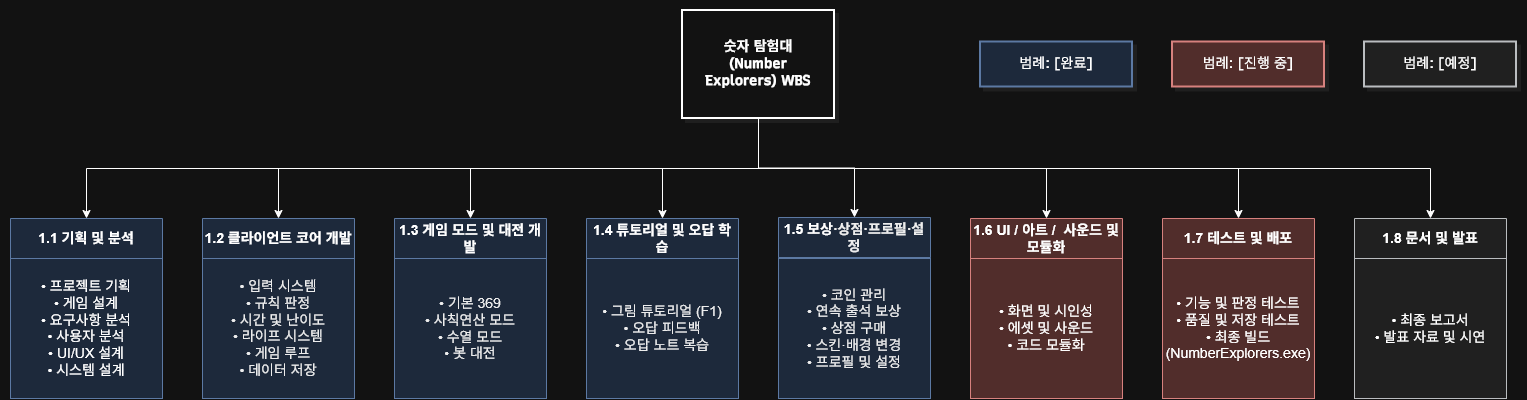 숫자 탐험대
(Number
Explorers) WBS
범례: [완료]
범례: [진행 중]
범례: [예정]
1.1 기획 및 분석
• 프로젝트 기획
• 게임 설계
• 요구사항 분석
• 사용자 분석
• UI/UX 설계
• 시스템 설계
1.2 클라이언트 코어 개발
• 입력 시스템
• 규칙 판정
• 시간 및 난이도
• 라이프 시스템
• 게임 루프
• 데이터 저장
1.3 게임 모드 및 대전 개
발
• 기본 369
• 사칙연산 모드
• 수열 모드
• 봇 대전
1.4 튜토리얼 및 오답 학
습
• 그림 튜토리얼 (F1)
• 오답 피드백
• 오답 노트 복습
1.5 보상·상점·프로필·설
정
• 코인 관리
• 연속 출석 보상
• 상점 구매
• 스킨·배경 변경
• 프로필 및 설정
1.6 UI / 아트 / 사운드 및
모듈화
• 화면 및 시인성
• 에셋 및 사운드
• 코드 모듈화
1.7 테스트 및 배포
• 기능 및 판정 테스트
• 품질 및 저장 테스트
• 최종 빌드
(NumberExplorers.exe)
1.8 문서 및 발표
• 최종 보고서
• 발표 자료 및 시연